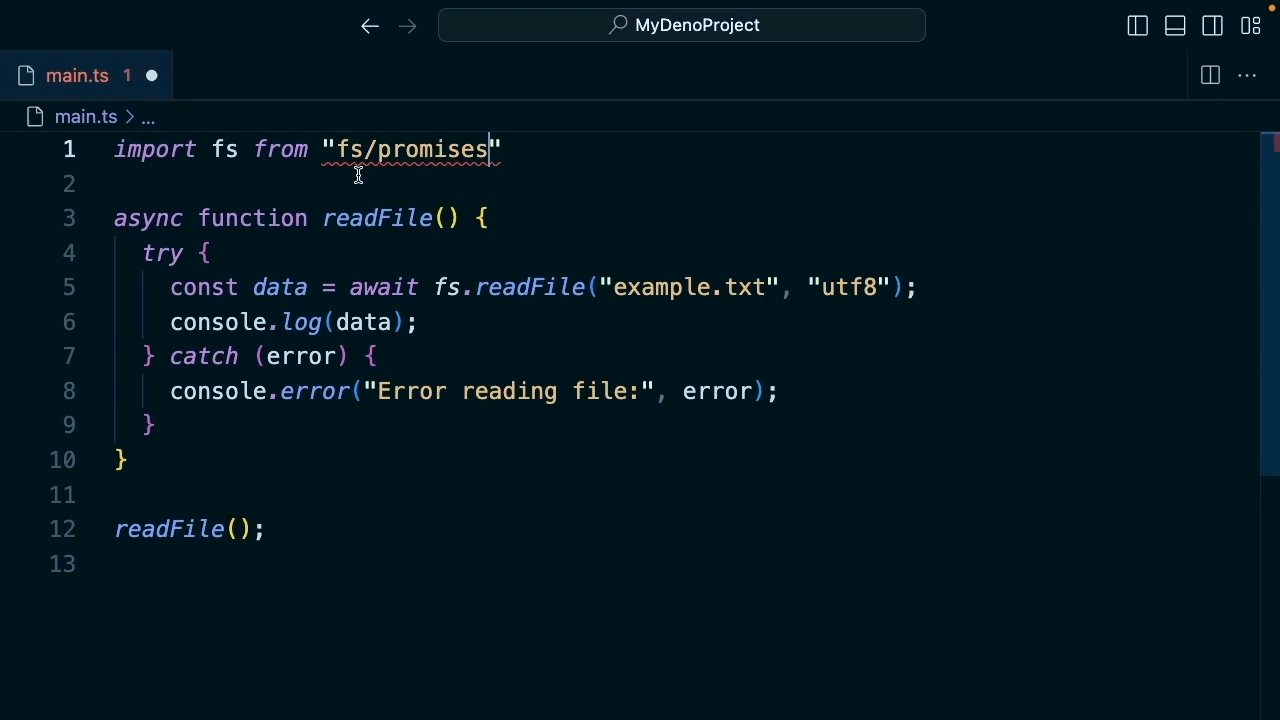 MyDenoProject
main.ts 1
main.ts > ...
1 import fs from "fs/promises"
2
3 async function readFile() {
4 try {
5 const data = await fs.readFile("example.txt", "utf8");
6 console.log(data);
7 } catch (error) {
8 console.error("Error reading file:", error);
9 }
10 }
11
12 readFile();
13